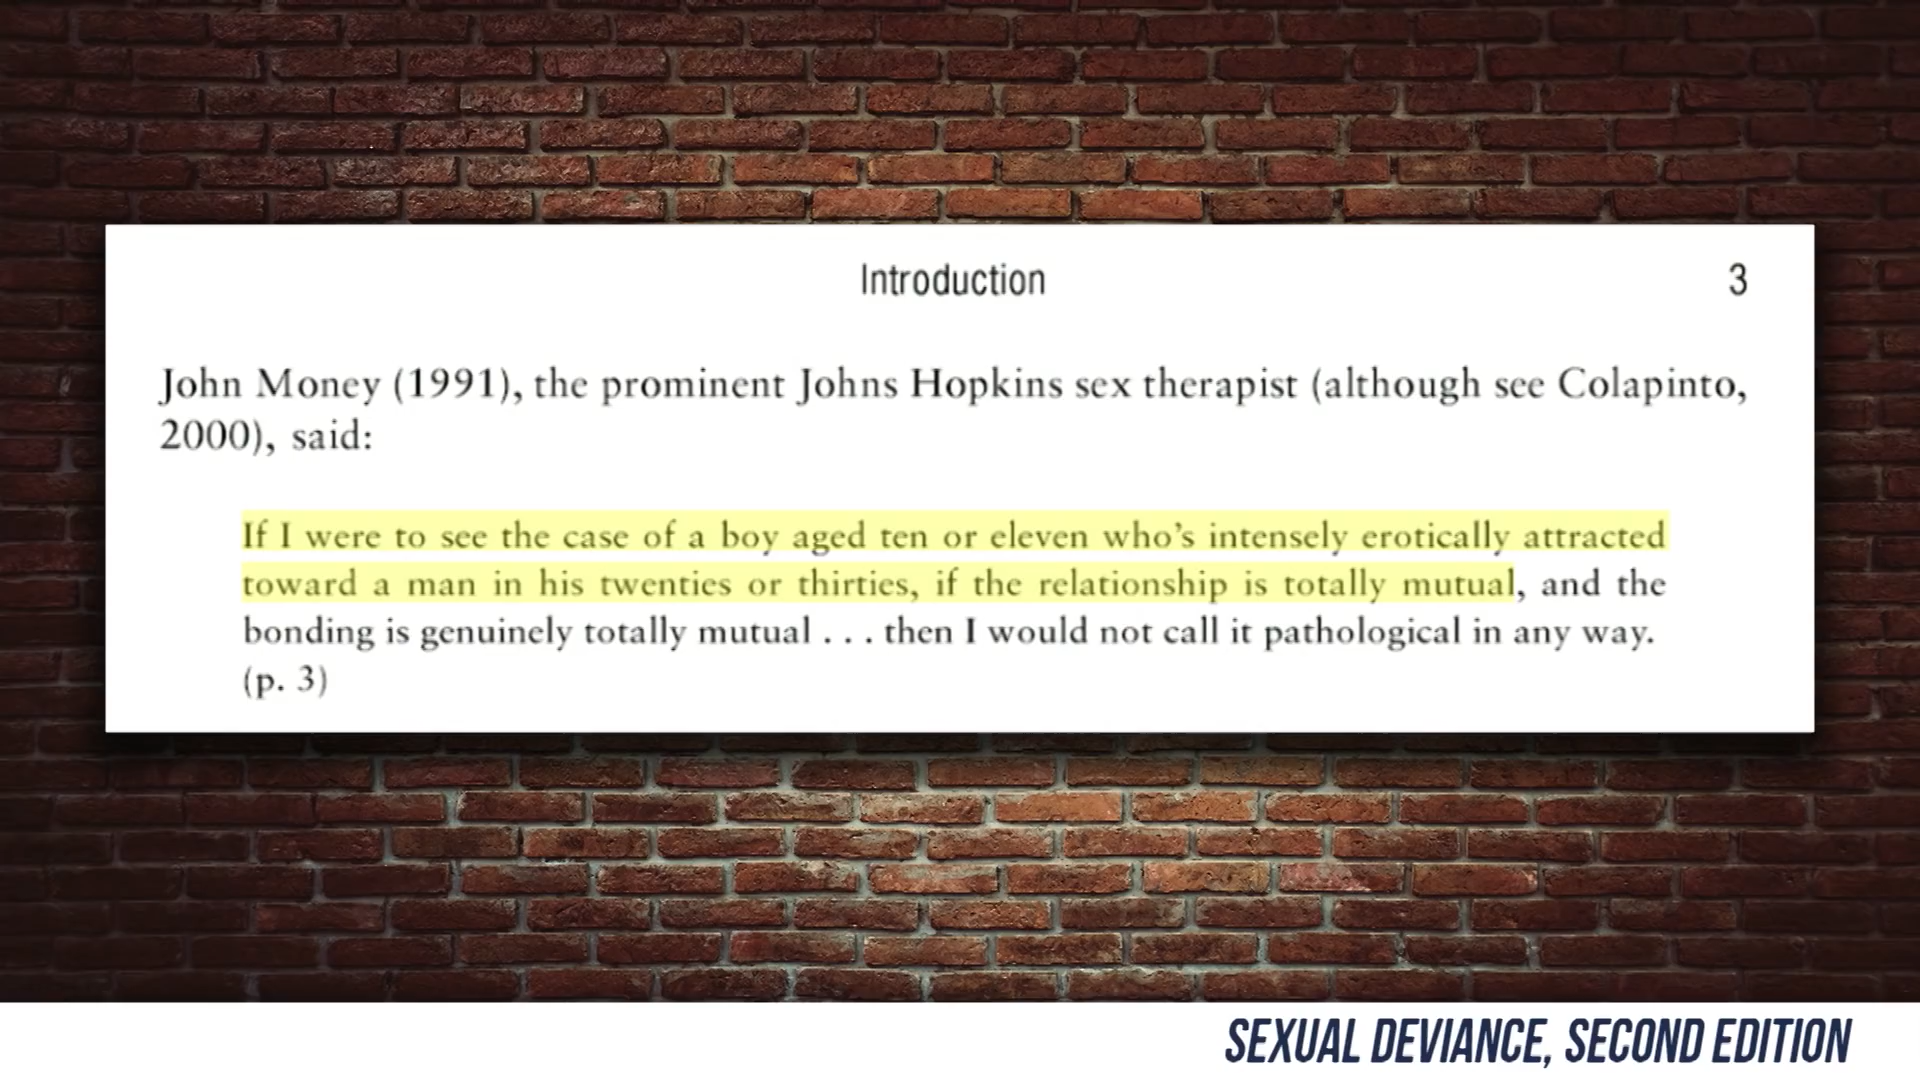 Introduction 3
John Money (1991), the prominent Johns Hopkins sex therapist (although see Colapinto,
2000), said:
If I were to see the case of a boy aged ten or eleven who's intensely erotically attracted
toward a man in his twenties or thirties, if the relationship is totally mutual, and the
bonding is genuinely totally mutual . . . then I would not call it pathological in any way.
(p. 3)
SEXUAL DEVIANCE, SECOND EDITION